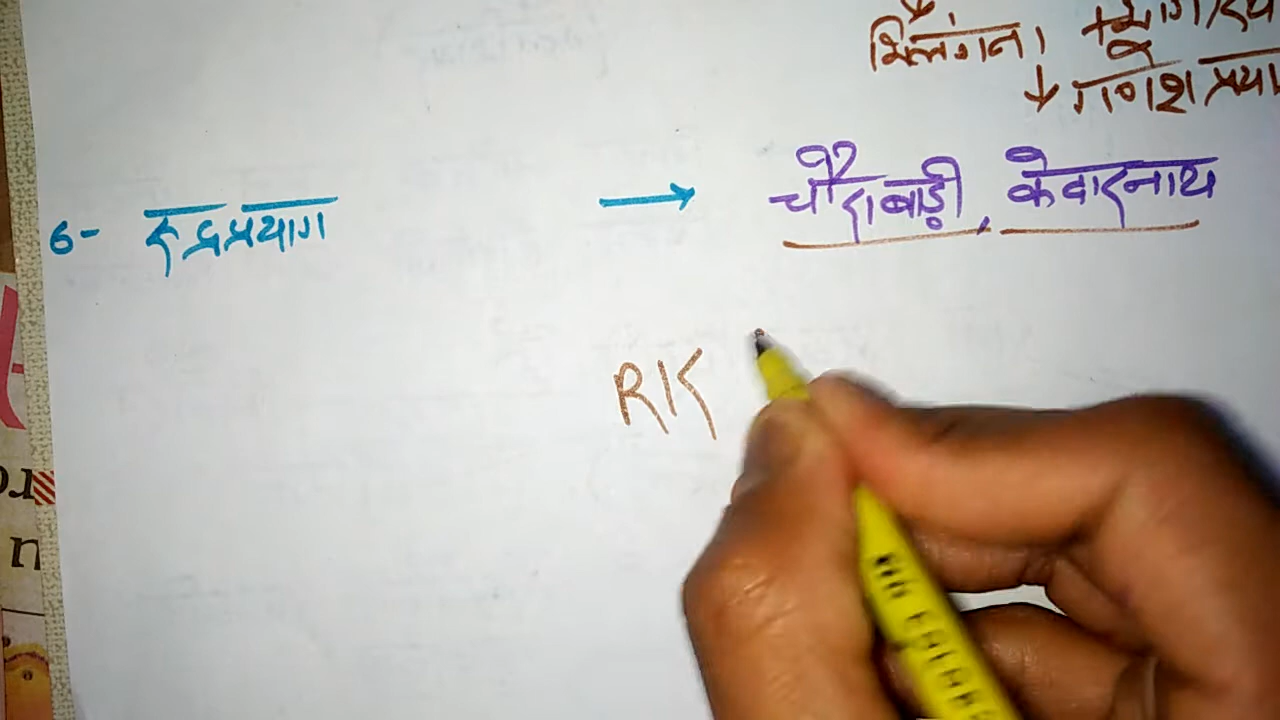 भिलंगना
↓ गणेश प्रया
6- रुद्रप्रयाग → चौराबाड़ी, केदारनाथ
RK